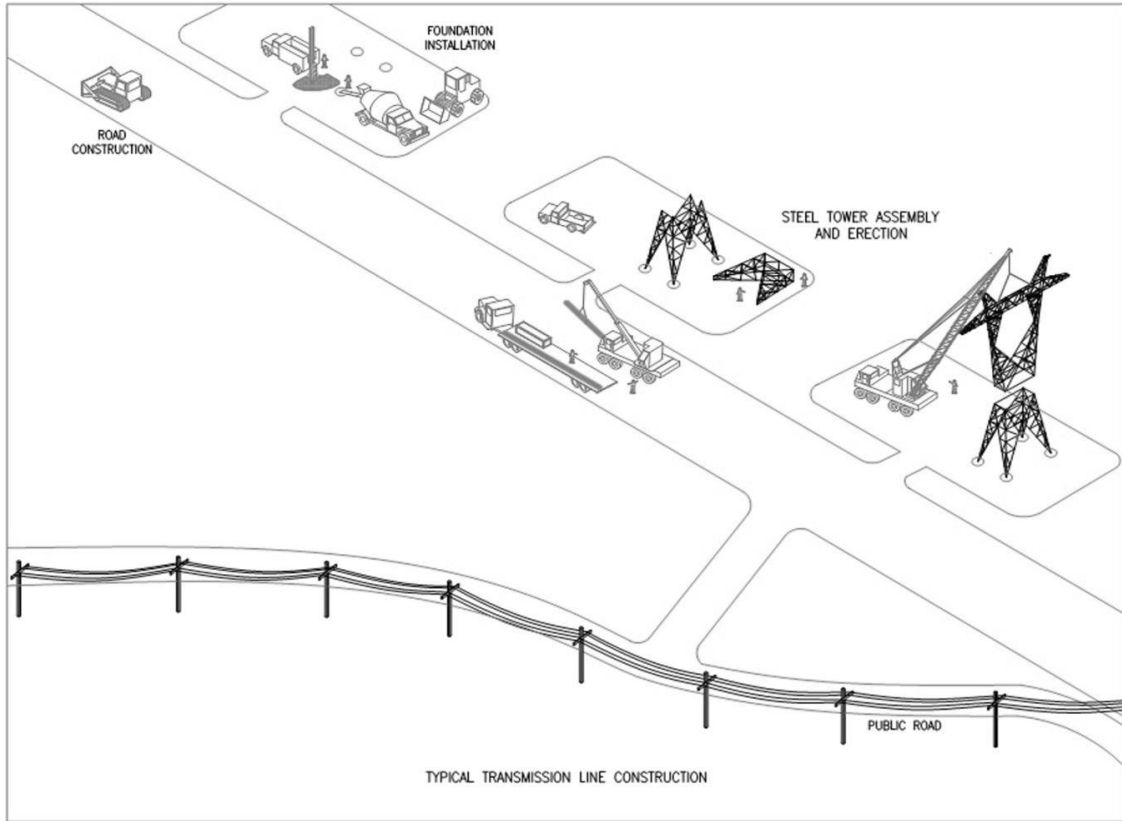 FOUNDATION
INSTALLATION
ROAD
CONSTRUCTION
STEEL TOWER ASSEMBLY
AND ERECTION
PUBLIC ROAD
TYPICAL TRANSMISSION LINE CONSTRUCTION